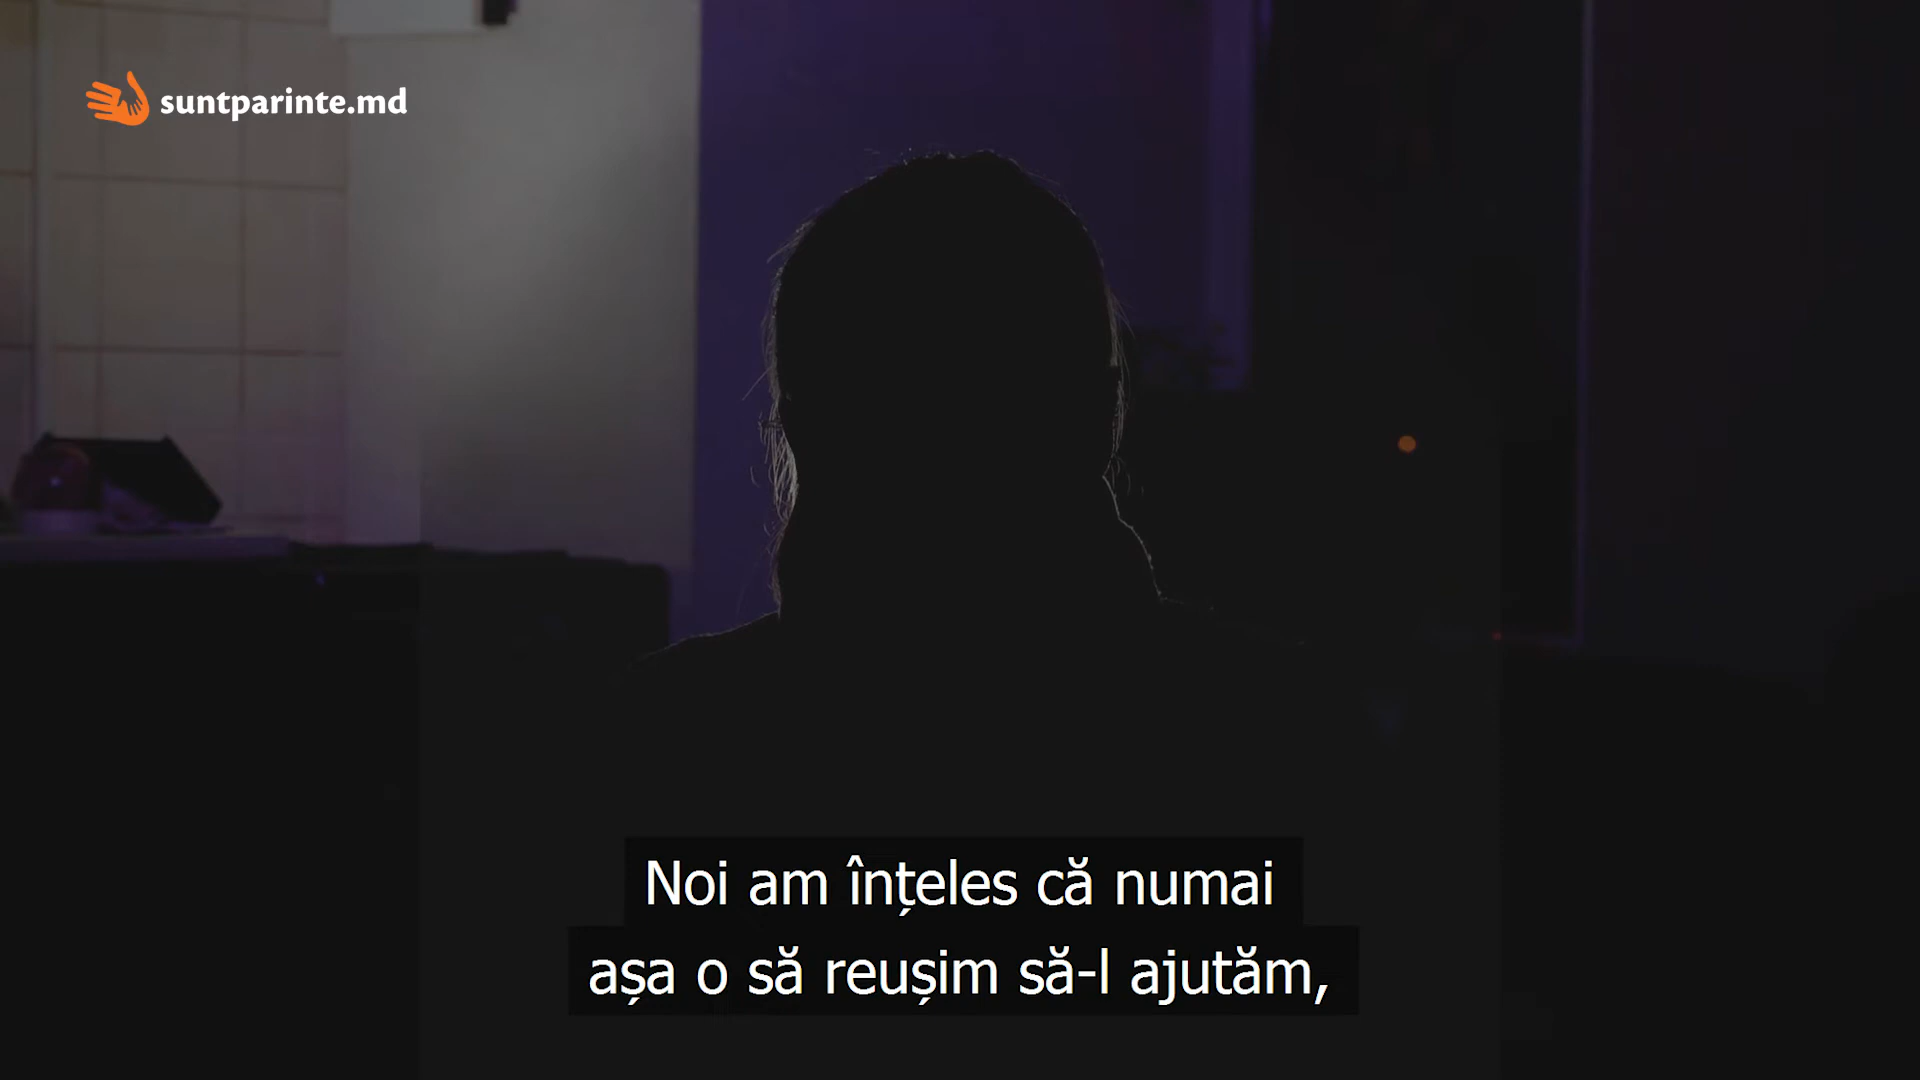 suntparinte.md
Noi am înțeles că numai
așa o să reușim să-l ajutăm,